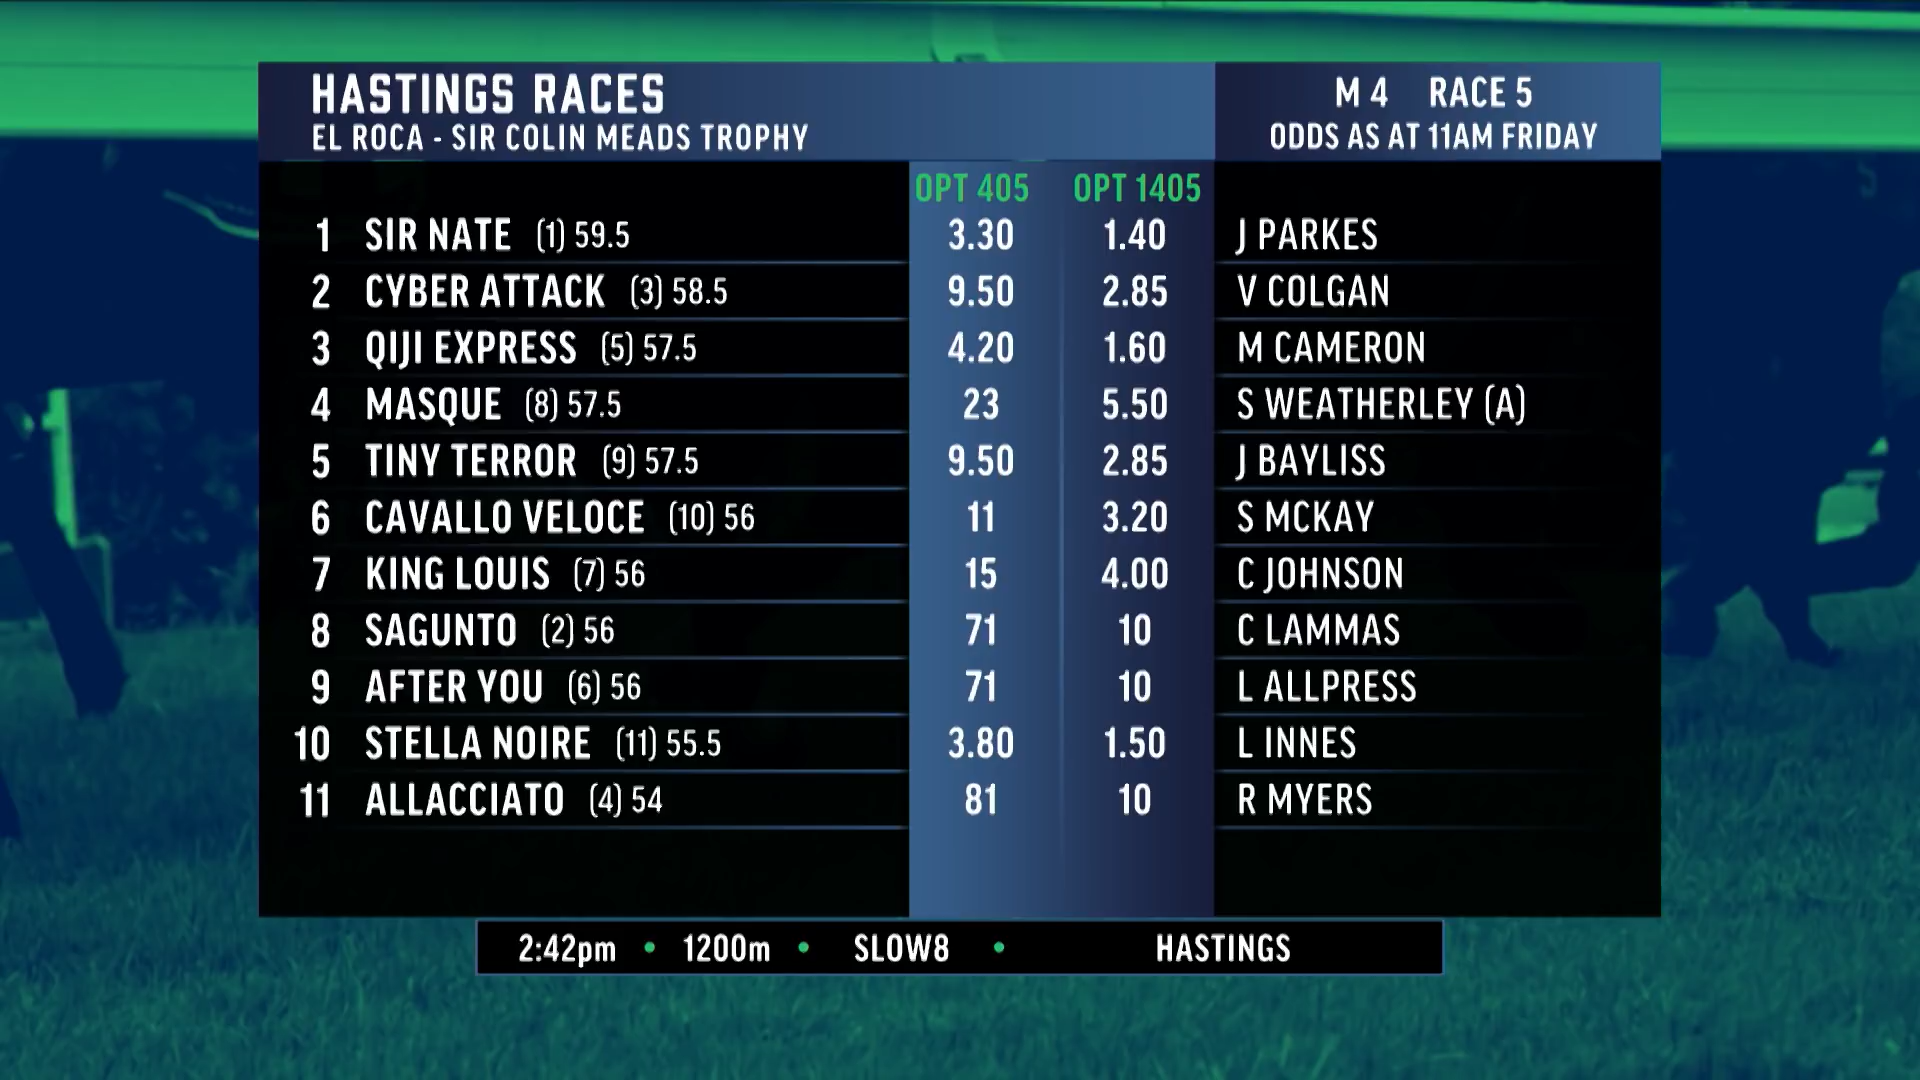 HASTINGS RACES
EL ROCA - SIR COLIN MEADS TROPHY
M 4 RACE 5
ODDS AS AT 11AM FRIDAY
OPT 405 OPT 1405
1 SIR NATE (1) 59.5 3.30 1.40 J PARKES
2 CYBER ATTACK (3) 58.5 9.50 2.85 V COLGAN
3 QIJI EXPRESS (5) 57.5 4.20 1.60 M CAMERON
4 MASQUE (8) 57.5 23 5.50 S WEATHERLEY (A)
5 TINY TERROR (9) 57.5 9.50 2.85 J BAYLISS
6 CAVALLO VELOCE (10) 56 11 3.20 S MCKAY
7 KING LOUIS (7) 56 15 4.00 C JOHNSON
8 SAGUNTO (2) 56 71 10 C LAMMAS
9 AFTER YOU (6) 56 71 10 L ALLPRESS
10 STELLA NOIRE (11) 55.5 3.80 1.50 L INNES
11 ALLACCIATO (4) 54 81 10 R MYERS
2:42pm • 1200m • SLOW8 • HASTINGS